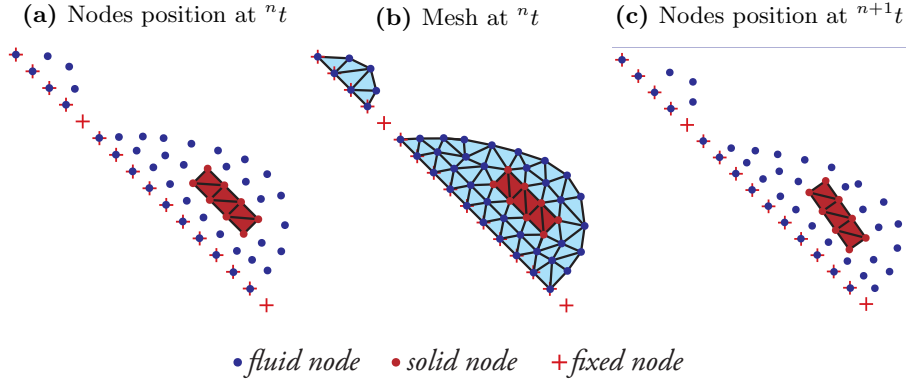 (a) Nodes position at ⁿt
(b) Mesh at ⁿt
(c) Nodes position at ⁿ⁺¹t
fluid node solid node fixed node